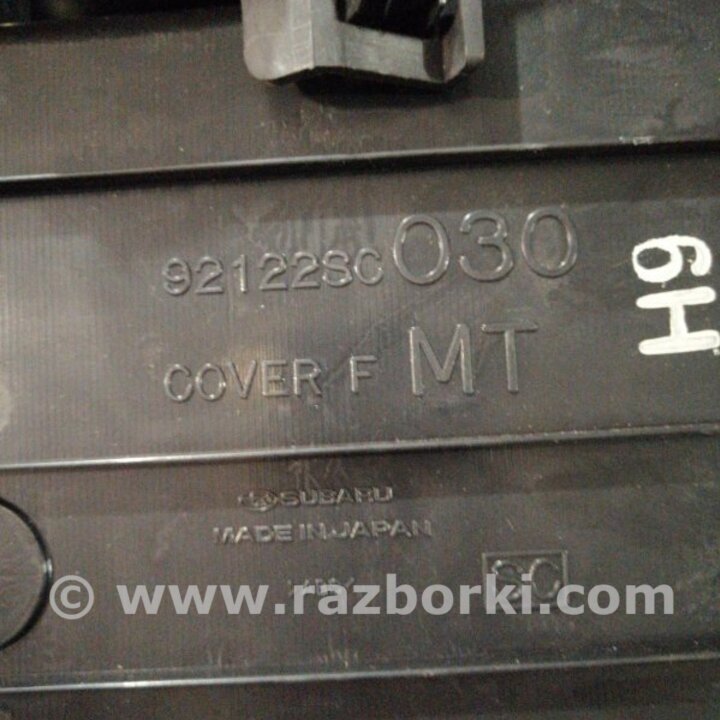 92122SC030
COVER F MT
SUBARU
MADE IN JAPAN
SC
6H
© www.razborki.com